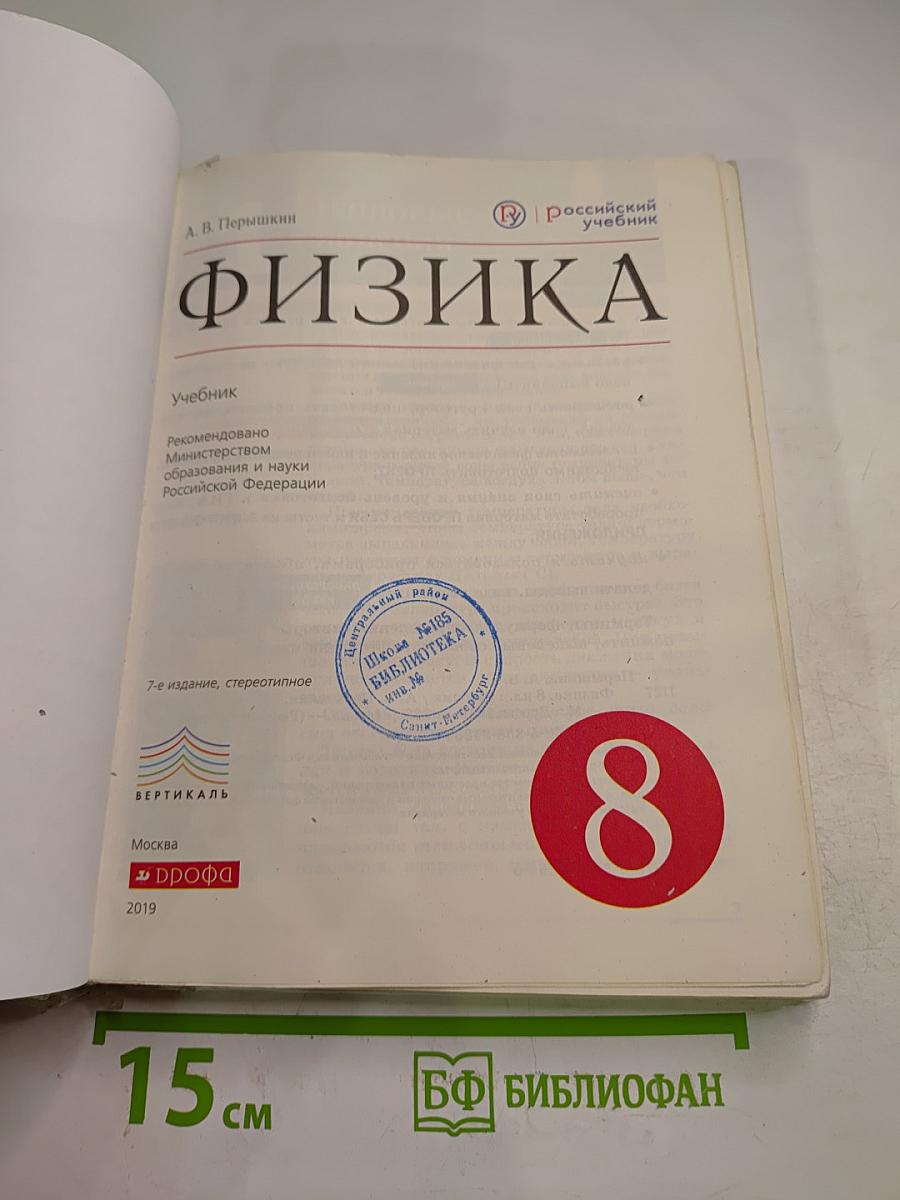 А. В. Перышкин
РУ
Российский
учебник
ФИЗИКА
Учебник
Рекомендовано
Министерством
образования и науки
Российской Федерации
Центральный район
Школа №185
БИБЛИОТЕКА
инв.№
Санкт-Петербург
7-е издание, стереотипное
ВЕРТИКАЛЬ
8
Москва
дрофа
2019
15 см
БФ БИБЛИОФАН